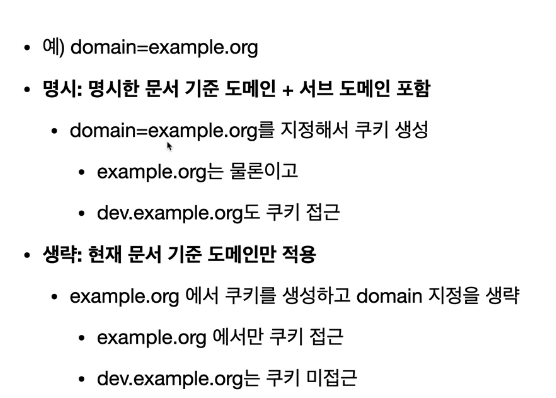 • 예) domain=example.org
• 명시: 명시한 문서 기준 도메인 + 서브 도메인 포함
• domain=example.org를 지정해서 쿠키 생성
• example.org는 물론이고
• dev.example.org도 쿠키 접근
• 생략: 현재 문서 기준 도메인만 적용
• example.org 에서 쿠키를 생성하고 domain 지정을 생략
• example.org 에서만 쿠키 접근
• dev.example.org는 쿠키 미접근